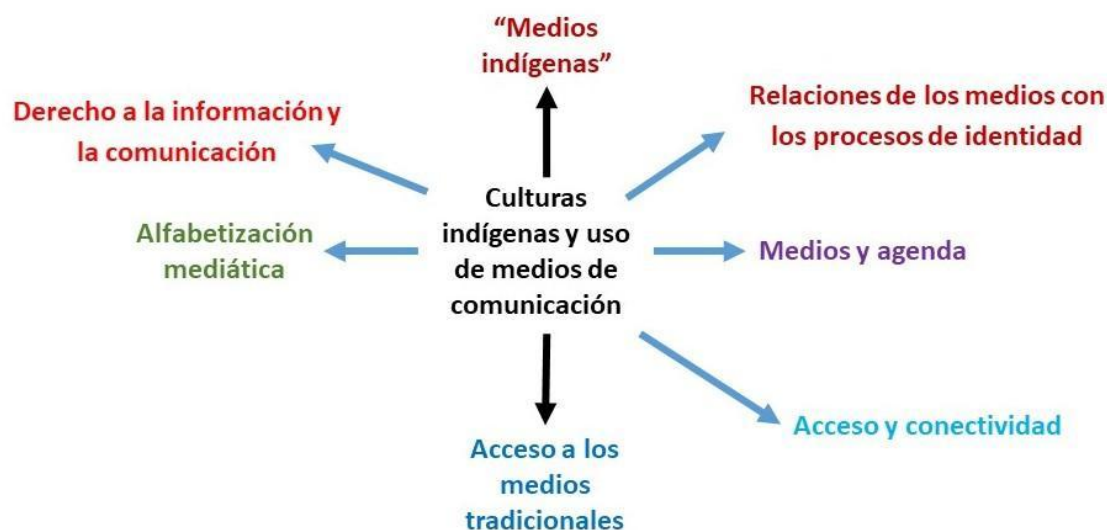 “Medios
indígenas”
Derecho a la información y
la comunicación
Relaciones de los medios con
los procesos de identidad
Culturas
indígenas y uso
de medios de
comunicación
Alfabetización
mediática
Medios y agenda
Acceso y conectividad
Acceso a los
medios
tradicionales